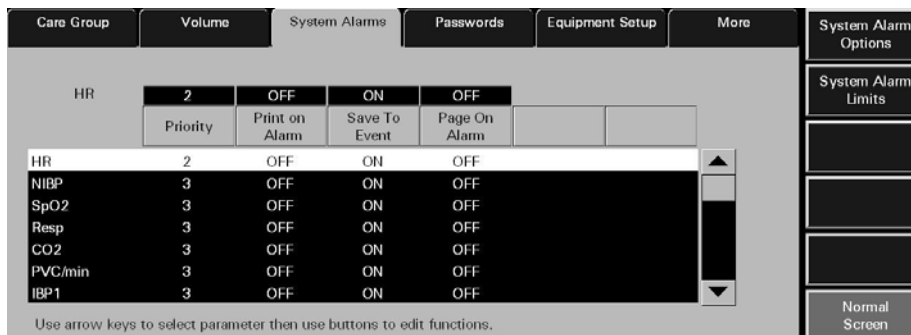 Care Group Volume System Alarms Passwords Equipment Setup More
System Alarm
Options
System Alarm
Limits
HR 2 OFF ON OFF
Priority Print on Alarm Save To Event Page On Alarm
HR 2 OFF ON OFF
NIBP 3 OFF ON OFF
SpO2 3 OFF ON OFF
Resp 3 OFF ON OFF
CO2 3 OFF ON OFF
PVC/min 3 OFF ON OFF
IBP1 3 OFF ON OFF
Use arrow keys to select parameter then use buttons to edit functions.
Normal
Screen